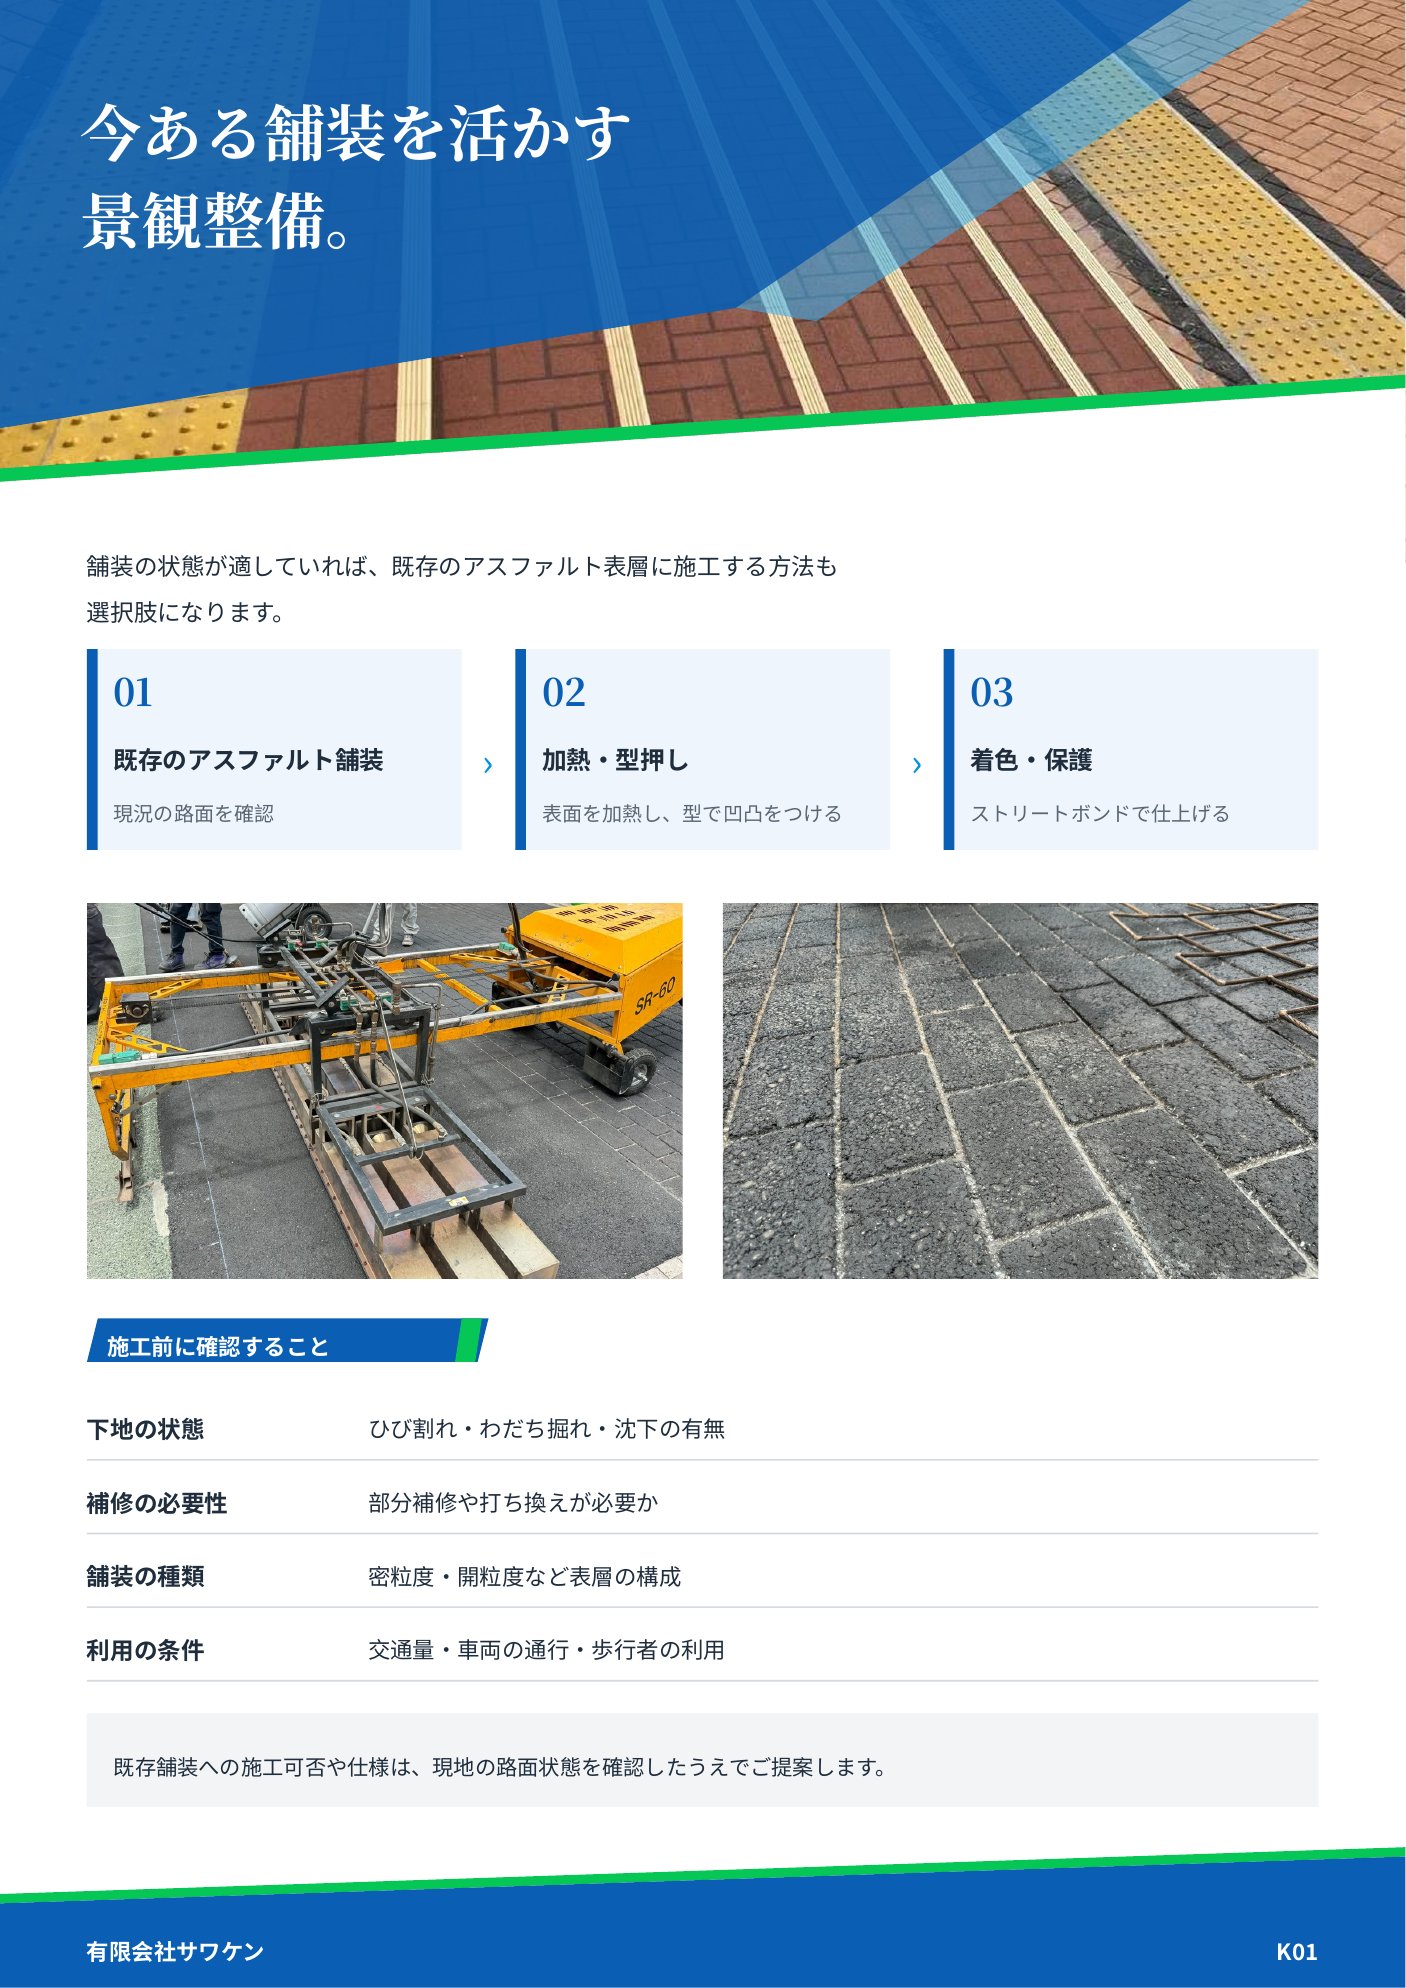 今ある舗装を活かす
景観整備。
舗装の状態が適していれば、既存のアスファルト表層に施工する方法も
選択肢になります。
01
既存のアスファルト舗装
現況の路面を確認
›
02
加熱・型押し
表面を加熱し、型で凹凸をつける
›
03
着色・保護
ストリートボンドで仕上げる
SR-60
施工前に確認すること
下地の状態 ひび割れ・わだち掘れ・沈下の有無
補修の必要性 部分補修や打ち換えが必要か
舗装の種類 密粒度・開粒度など表層の構成
利用の条件 交通量・車両の通行・歩行者の利用
既存舗装への施工可否や仕様は、現地の路面状態を確認したうえでご提案します。
有限会社サワケン
K01